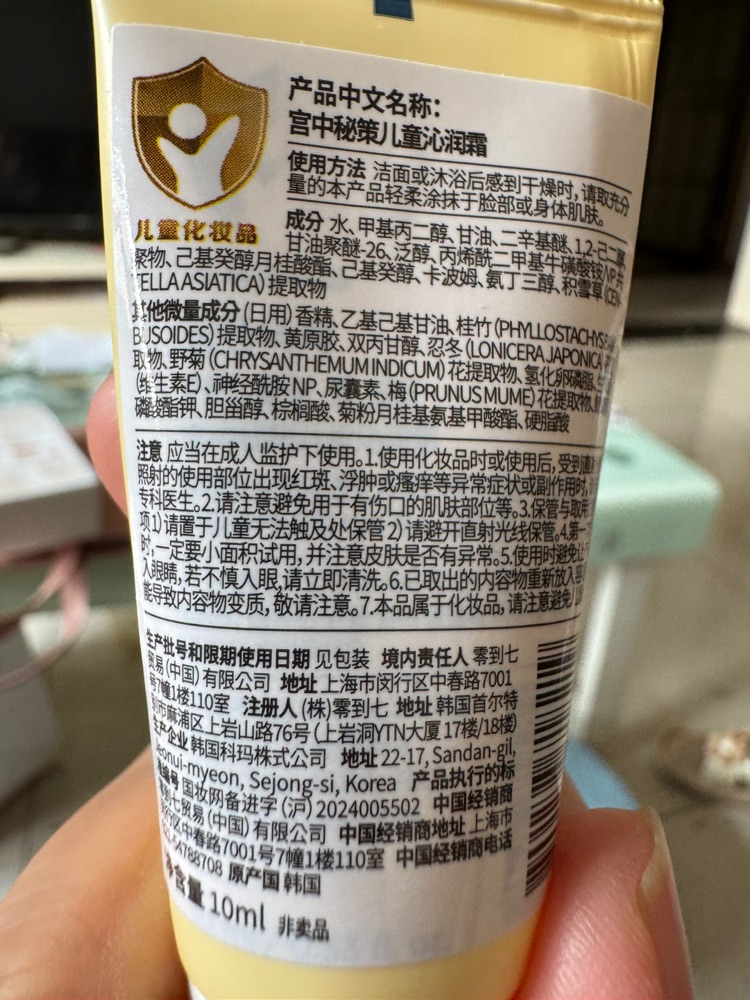 儿童化妆品
产品中文名称：
宫中秘策儿童沁润霜
使用方法 洁面或沐浴后感到干燥时，请取充分
量的本产品轻柔涂抹于脸部或身体肌肤。
成分 水、甲基丙二醇、甘油、二辛基醚、1,2-己二醇、
甘油聚醚-26、泛醇、丙烯酰二甲基牛磺酸铵/VP共
聚物、己基癸醇月桂酸酯、己基癸醇、卡波姆、氨丁三醇、积雪草(CEN-
TELLA ASIATICA) 提取物
其他微量成分 (日用) 香精、乙基己基甘油、桂竹 (PHYLLOSTACHYS
BUSOIDES) 提取物、黄原胶、双丙甘醇、忍冬 (LONICERA JAPONICA)
取物、野菊 (CHRYSANTHEMUM INDICUM) 花提取物、氢化卵磷脂、
(维生素E)、神经酰胺 NP、尿囊素、梅 (PRUNUS MUME) 花提取物、
磷酸酯钾、胆甾醇、棕榈酸、菊粉月桂基氨基甲酸酯、硬脂酸
注意 应当在成人监护下使用。1.使用化妆品时或使用后，受到直
照射的使用部位出现红斑、浮肿或瘙痒等异常症状或副作用时，
专科医生。2.请注意避免用于有伤口的肌肤部位等。3.保管与取用
项1) 请置于儿童无法触及处保管 2) 请避开直射光线保管。4.第一
时，一定要小面积试用，并注意皮肤是否有异常。5.使用时避免让
入眼睛，若不慎入眼，请立即清洗。6.已取出的内容物重新放入容
能导致内容物变质，敬请注意。7.本品属于化妆品，请注意避免儿
生产批号和限期使用日期 见包装 境内责任人 零到七
贸易 (中国) 有限公司 地址 上海市闵行区中春路7001
号7幢1楼110室 注册人 (株)零到七 地址 韩国首尔特
别市麻浦区上岩山路76号 (上岩洞YTN大厦 17楼/18楼)
生产企业 韩国科玛株式公司 地址 22-17, Sandan-gil,
Jeonui-myeon, Sejong-si, Korea 产品执行的标
准编号 国妆网备进字 (沪) 2024005502 中国经销商
零到七贸易 (中国) 有限公司 中国经销商地址 上海市
闵行区中春路7001号7幢1楼110室 中国经销商电话
54788708 原产国 韩国
净含量 10ml 非卖品